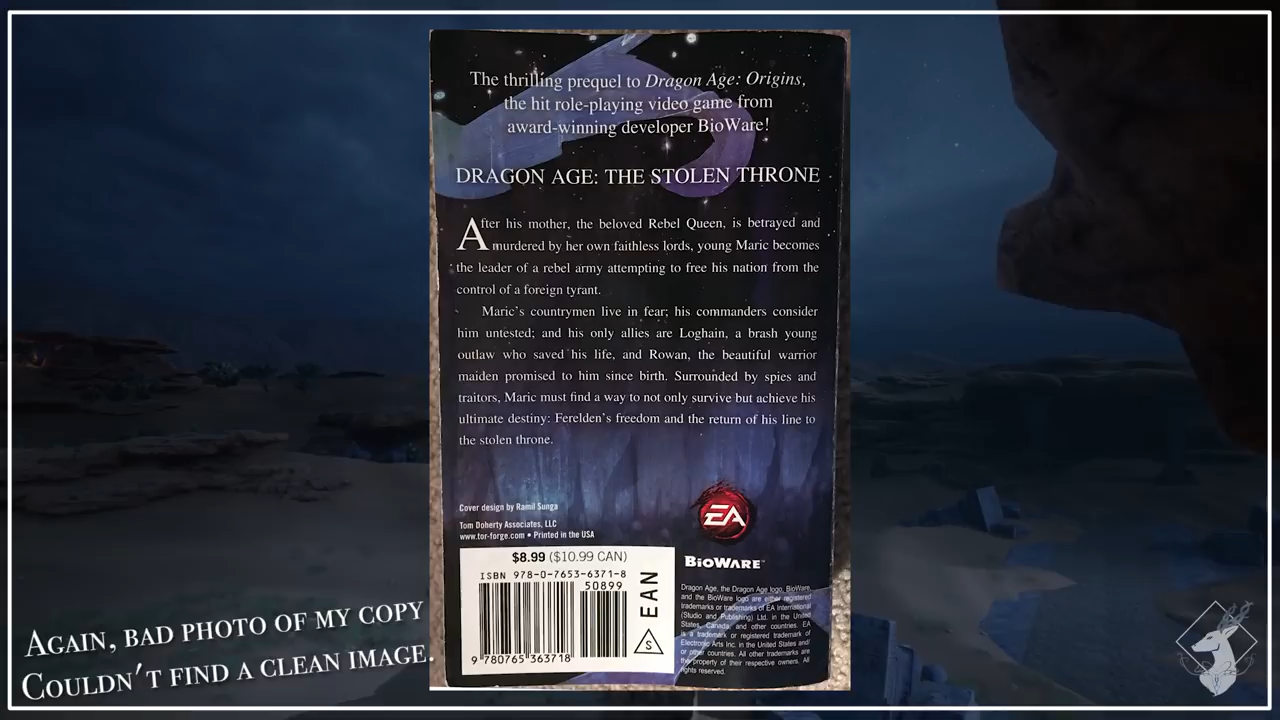 The thrilling prequel to Dragon Age: Origins,
the hit role-playing video game from
award-winning developer BioWare!
DRAGON AGE: THE STOLEN THRONE
After his mother, the beloved Rebel Queen, is betrayed and
murdered by her own faithless lords, young Maric becomes
the leader of a rebel army attempting to free his nation from the
control of a foreign tyrant.
Maric's countrymen live in fear; his commanders consider
him untested; and his only allies are Loghain, a brash young
outlaw who saved his life, and Rowan, the beautiful warrior
maiden promised to him since birth. Surrounded by spies and
traitors, Maric must find a way to not only survive but achieve his
ultimate destiny: Ferelden's freedom and the return of his line to
the stolen throne.
Cover design by Ramil Sunga
Tom Doherty Associates, LLC
www.tor-forge.com • Printed in the USA
$8.99 ($10.99 CAN)
ISBN 978-0-7653-6371-8
50899
EAN
S
9 780765 363718
EA
BIOWARE™
Dragon Age, the Dragon Age logo, BioWare,
and the BioWare logo are either registered
trademarks or trademarks of EA International
(Studio and Publishing) Ltd. in the United
States, Canada, and other countries. EA
is a trademark or registered trademark of
Electronic Arts Inc. in the United States and/
or other countries. All other trademarks are
the property of their respective owners. All
rights reserved.
Again, bad photo of my copy
Couldn't find a clean image.